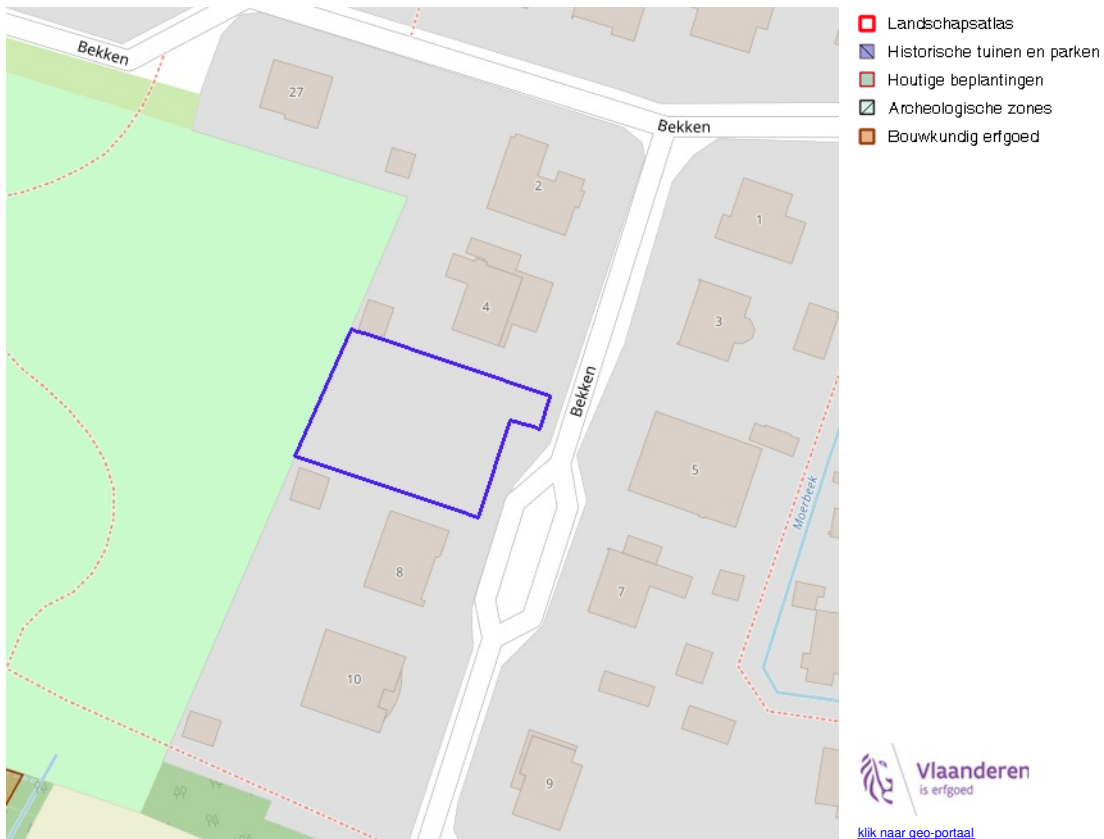 Bekken
27
Bekken
2
1
4
3
Bekken
5
Moerbeek
8
7
10
9
Landschapsatlas
Historische tuinen en parken
Houtige beplantingen
Archeologische zones
Bouwkundig erfgoed
Vlaanderen
is erfgoed
klik naar geo-portaal